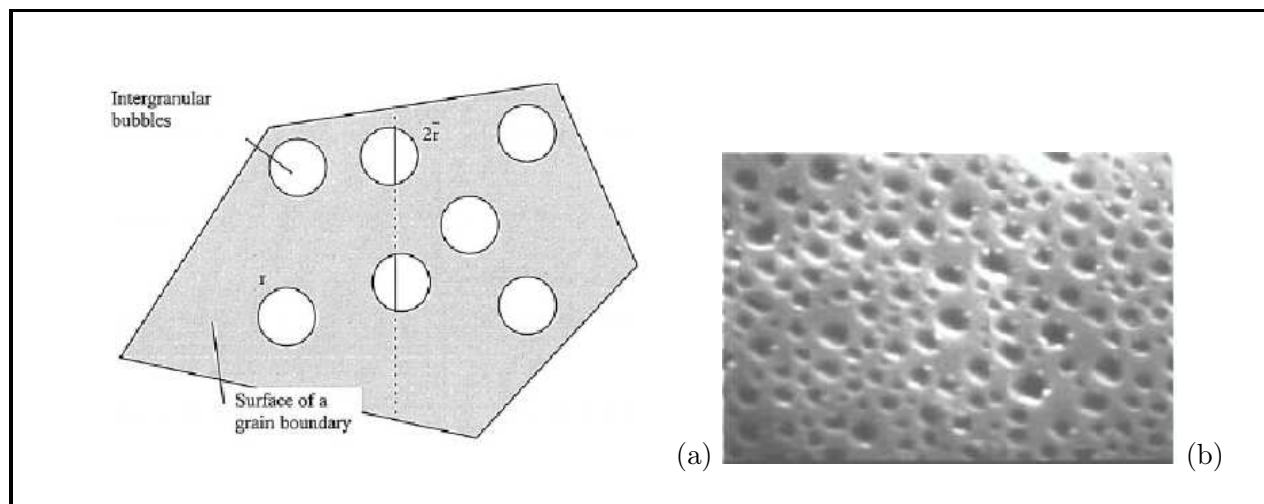 Intergranular
bubbles
2r̄
r
Surface of a
grain boundary
(a)
(b)